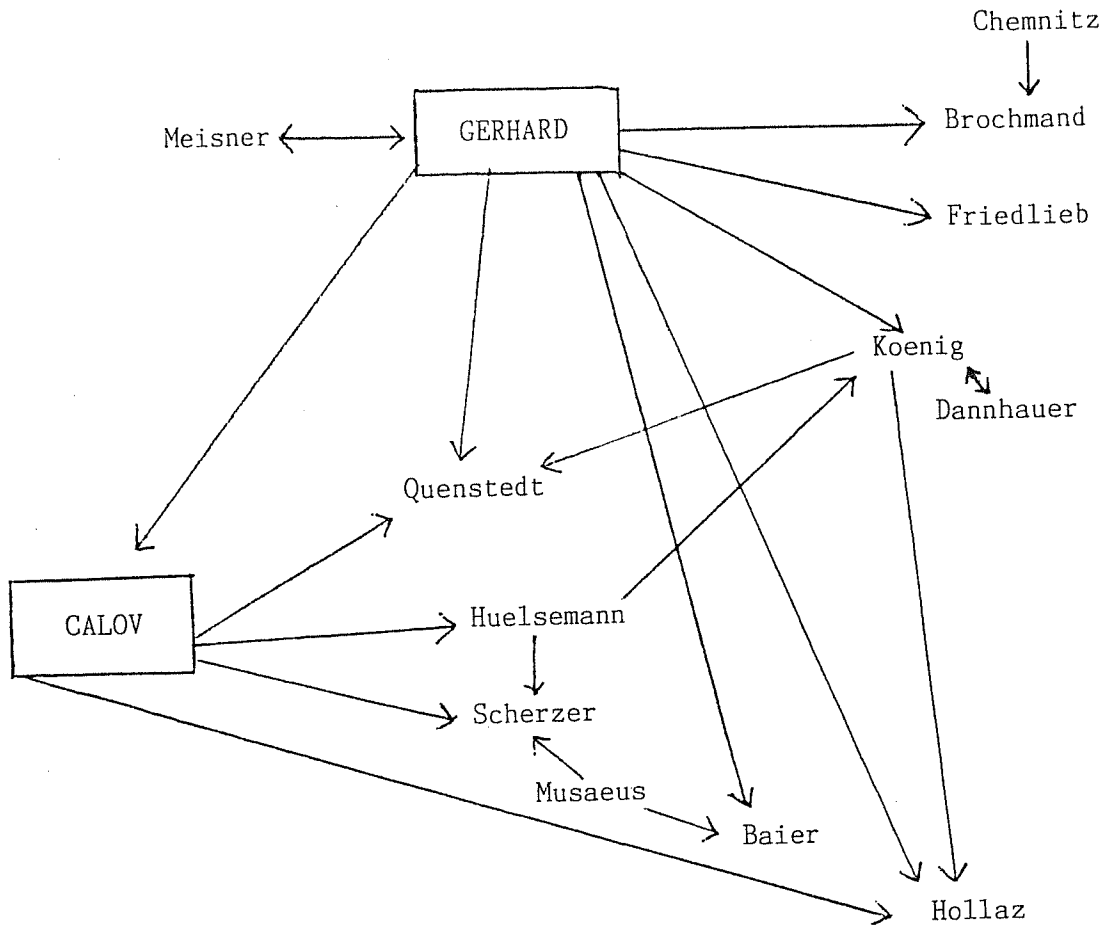 Chemnitz
Meisner
GERHARD
Brochmand
Friedlieb
Koenig
Dannhauer
Quenstedt
CALOV
Huelsemann
Scherzer
Musaeus
Baier
Hollaz